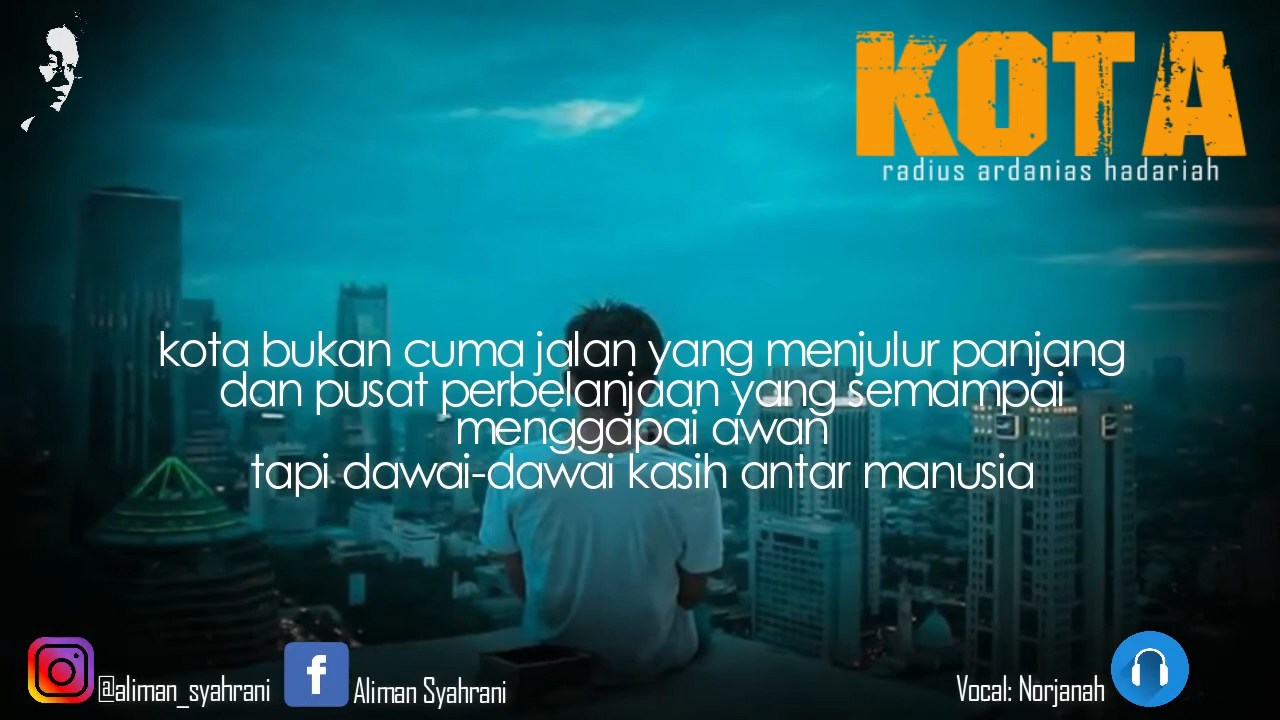 KOTA
radius ardanias hadariah
kota bukan cuma jalan yang menjulur panjang
dan pusat perbelanjaan yang semampai
menggapai awan
tapi dawai-dawai kasih antar manusia
@aliman_syahrani
Aliman Syahrani
Vocal: Norjanah